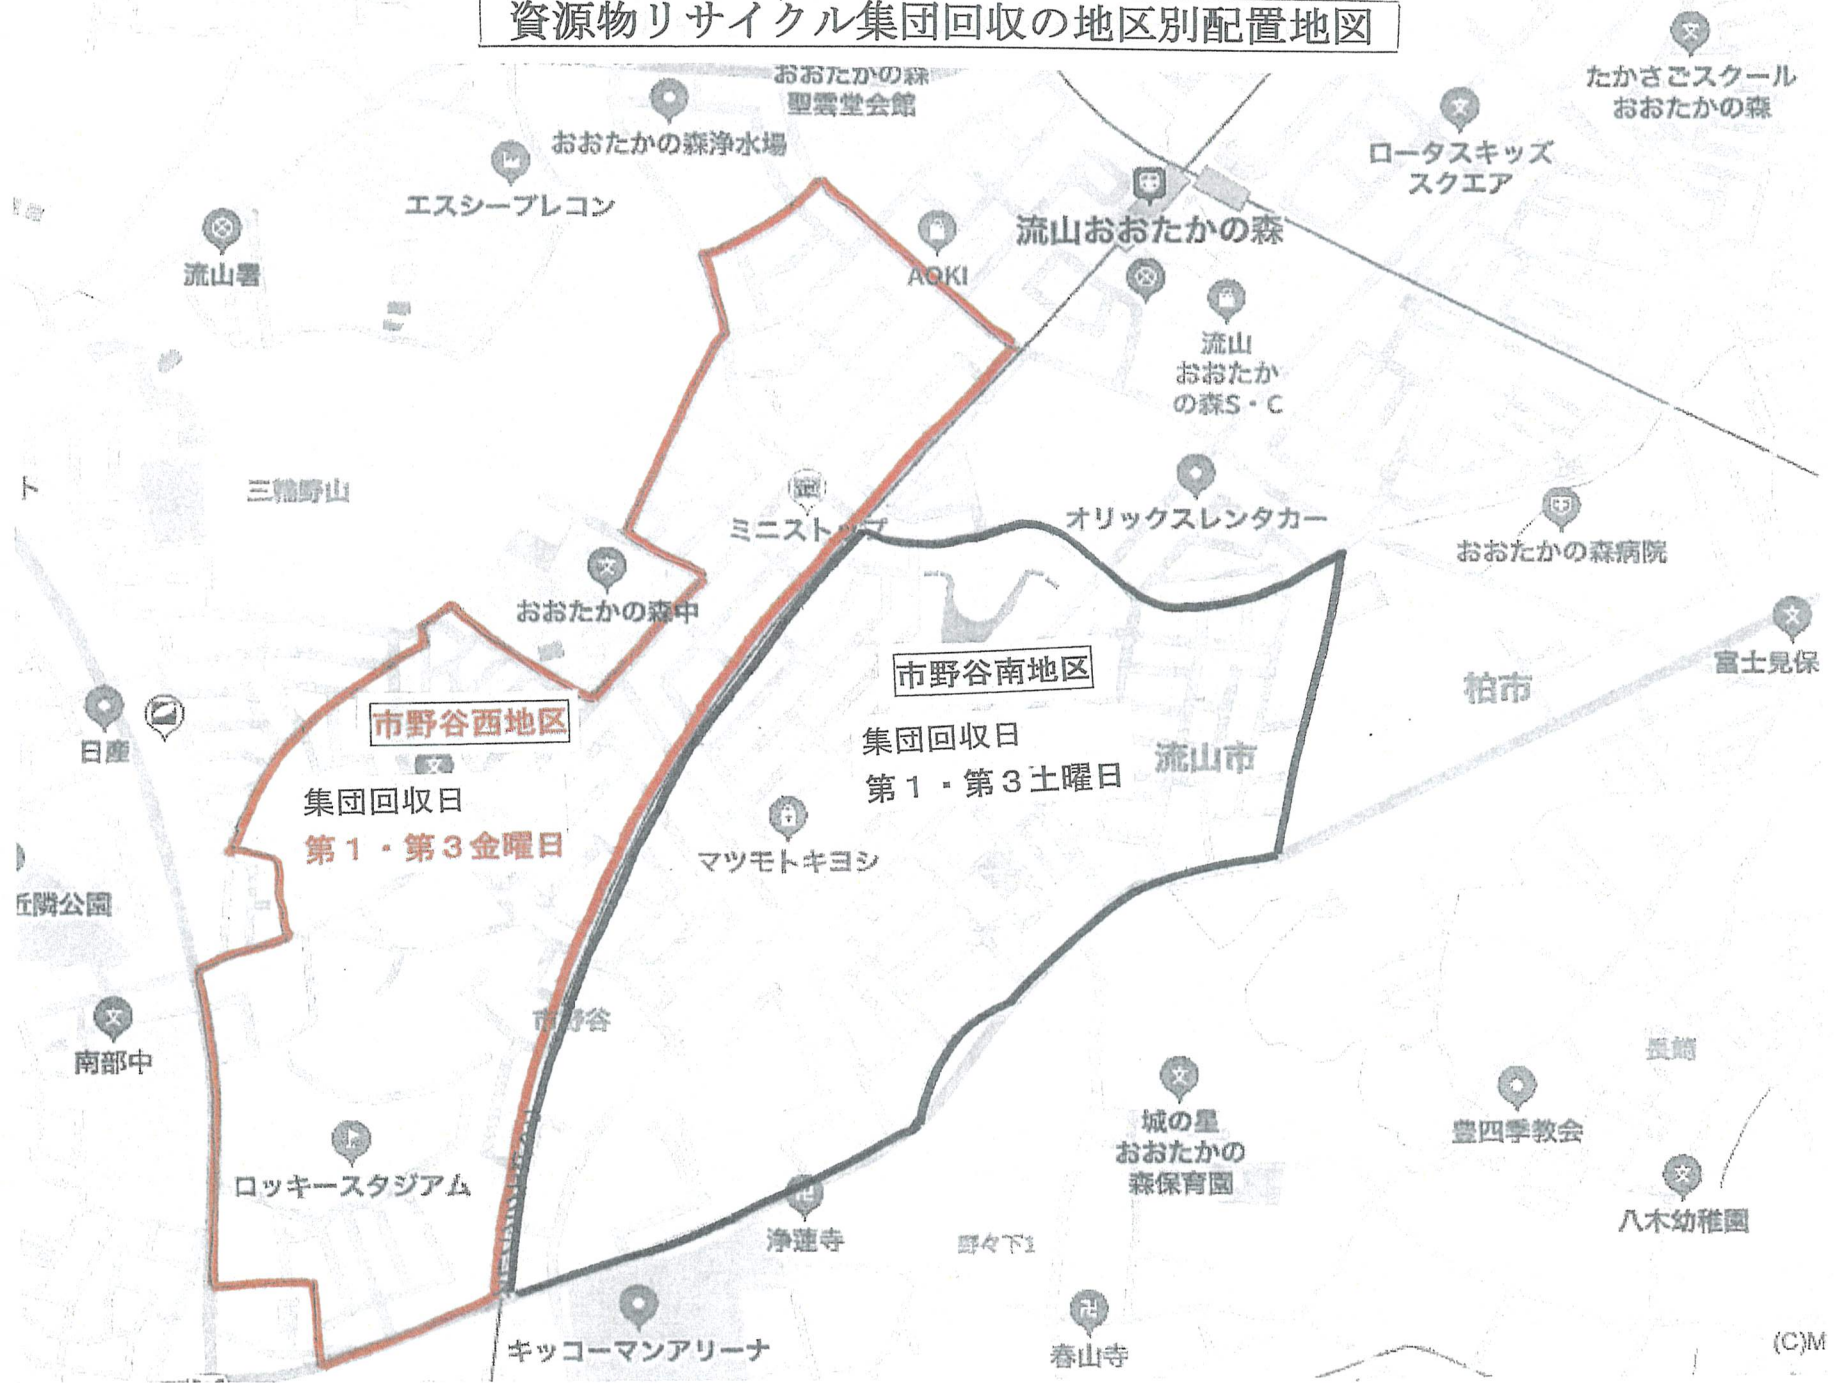 資源物リサイクル集団回収の地区別配置地図
たかさごスクール
おおたかの森
おおたかの森
聖雲堂会館
おおたかの森浄水場
ロータスキッズ
スクエア
エスシープレコン
流山おおたかの森
流山署
AOKI
流山
おおたか
の森S・C
三輪野山
ミニストップ
オリックスレンタカー
おおたかの森病院
おおたかの森中
富士見保
市野谷南地区
柏市
市野谷西地区
日産
集団回収日
流山市
第1・第3土曜日
集団回収日
第1・第3金曜日
マツモトキヨシ
近隣公園
市野谷
南部中
長崎
城の星
おおたかの
森保育園
豊四季教会
ロッキースタジアム
八木幼稚園
浄蓮寺
野々下1
キッコーマンアリーナ
春山寺
(C)M